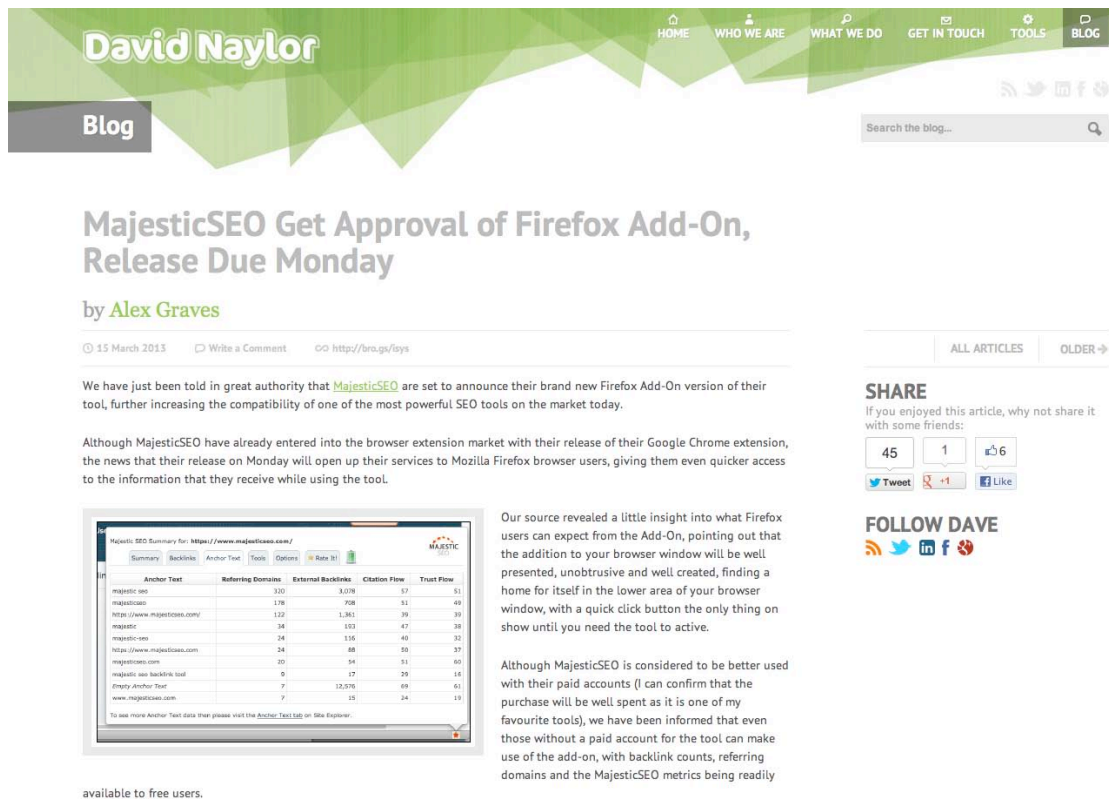 David Naylor
HOME
WHO WE ARE
WHAT WE DO
GET IN TOUCH
TOOLS
BLOG
Blog
Search the blog...
MajesticSEO Get Approval of Firefox Add-On,
Release Due Monday
by Alex Graves
15 March 2013 Write a Comment http://bro.gs/isys
ALL ARTICLES OLDER
We have just been told in great authority that MajesticSEO are set to announce their brand new Firefox Add-On version of their
tool, further increasing the compatibility of one of the most powerful SEO tools on the market today.
Although MajesticSEO have already entered into the browser extension market with their release of their Google Chrome extension,
the news that their release on Monday will open up their services to Mozilla Firefox browser users, giving them even quicker access
to the information that they receive while using the tool.
Majestic SEO Summary for: https://www.majesticseo.com/
MAJESTIC
SEO
Summary Backlinks Anchor Text Tools Options Rate It!
Anchor Text Referring Domains External Backlinks Citation Flow Trust Flow
majestic seo 320 3,078 57 51
majesticseo 178 708 51 49
https://www.majesticseo.com/ 122 1,361 39 39
majestic 34 193 47 38
majestic-seo 24 116 40 32
https://www.majesticseo.com 24 88 50 37
majesticseo.com 20 54 51 60
majestic seo backlink tool 9 17 29 16
Empty Anchor Text 7 12,576 69 61
www.majesticseo.com 7 15 24 19
To see more Anchor Text data then please visit the Anchor Text tab on Site Explorer.
Our source revealed a little insight into what Firefox
users can expect from the Add-On, pointing out that
the addition to your browser window will be well
presented, unobtrusive and well created, finding a
home for itself in the lower area of your browser
window, with a quick click button the only thing on
show until you need the tool to active.
Although MajesticSEO is considered to be better used
with their paid accounts (I can confirm that the
purchase will be well spent as it is one of my
favourite tools), we have been informed that even
those without a paid account for the tool can make
use of the add-on, with backlink counts, referring
domains and the MajesticSEO metrics being readily
available to free users.
SHARE
If you enjoyed this article, why not share it
with some friends:
45 1 6
Tweet +1 Like
FOLLOW DAVE